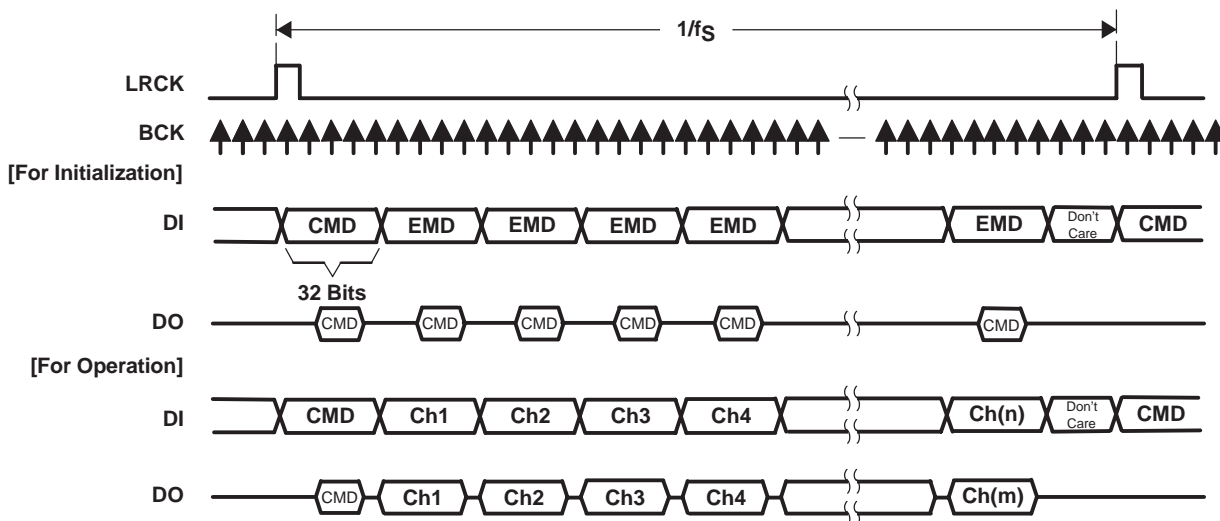 1/fS
LRCK
BCK
[For Initialization]
DI CMD EMD EMD EMD EMD EMD Don't Care CMD
32 Bits
DO CMD CMD CMD CMD CMD CMD
[For Operation]
DI CMD Ch1 Ch2 Ch3 Ch4 Ch(n) Don't Care CMD
DO CMD Ch1 Ch2 Ch3 Ch4 Ch(m)